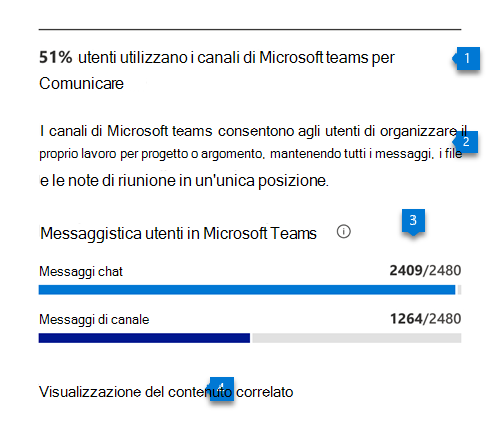 51% utenti utilizzano i canali di Microsoft teams per
Comunicare
1
I canali di Microsoft teams consentono agli utenti di organizzare il
proprio lavoro per progetto o argomento, mantenendo tutti i messaggi, i file
2
e le note di riunione in un'unica posizione.
3
Messaggistica utenti in Microsoft Teams
Messaggi chat 2409/2480
Messaggi di canale 1264/2480
Visualizzazione del contenuto correlato
4